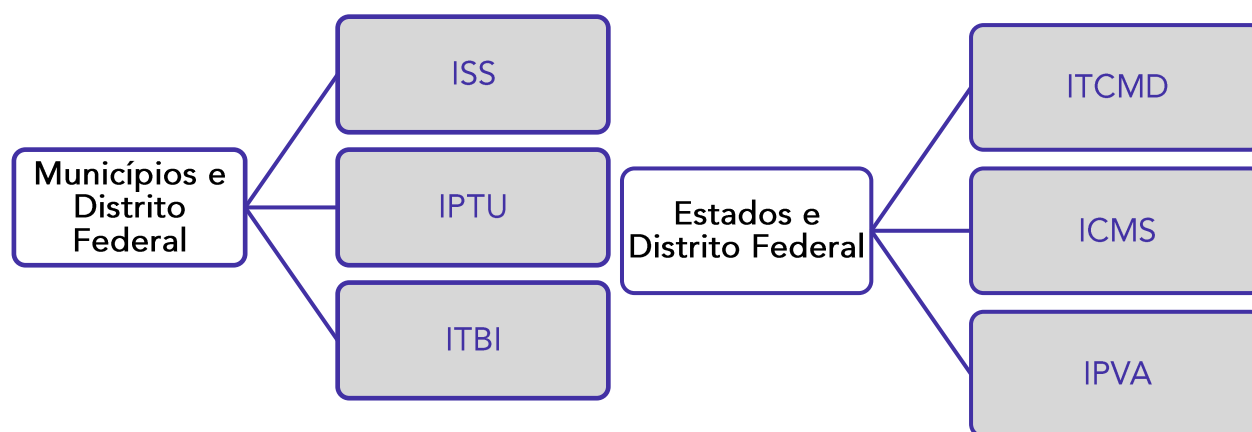 Municípios e
Distrito
Federal
ISS
IPTU
ITBI
Estados e
Distrito Federal
ITCMD
ICMS
IPVA